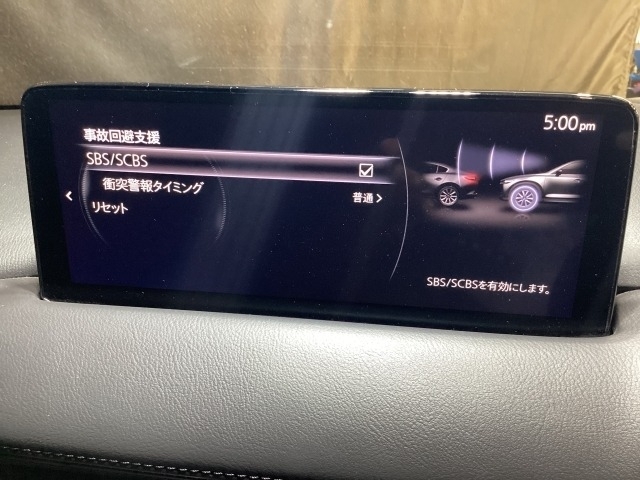 5:00pm
事故回避支援
SBS/SCBS
衝突警報タイミング
普通
リセット
SBS/SCBSを有効にします。